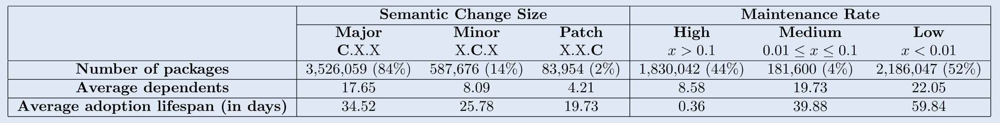 Semantic Change Size Maintenance Rate
Major Minor Patch High Medium Low
C.X.X X.C.X X.X.C x > 0.1 0.01 ≤ x ≤ 0.1 x < 0.01
Number of packages 3,526,059 (84%) 587,676 (14%) 83,954 (2%) 1,830,042 (44%) 181,600 (4%) 2,186,047 (52%)
Average dependents 17.65 8.09 4.21 8.58 19.73 22.05
Average adoption lifespan (in days) 34.52 25.78 19.73 0.36 39.88 59.84